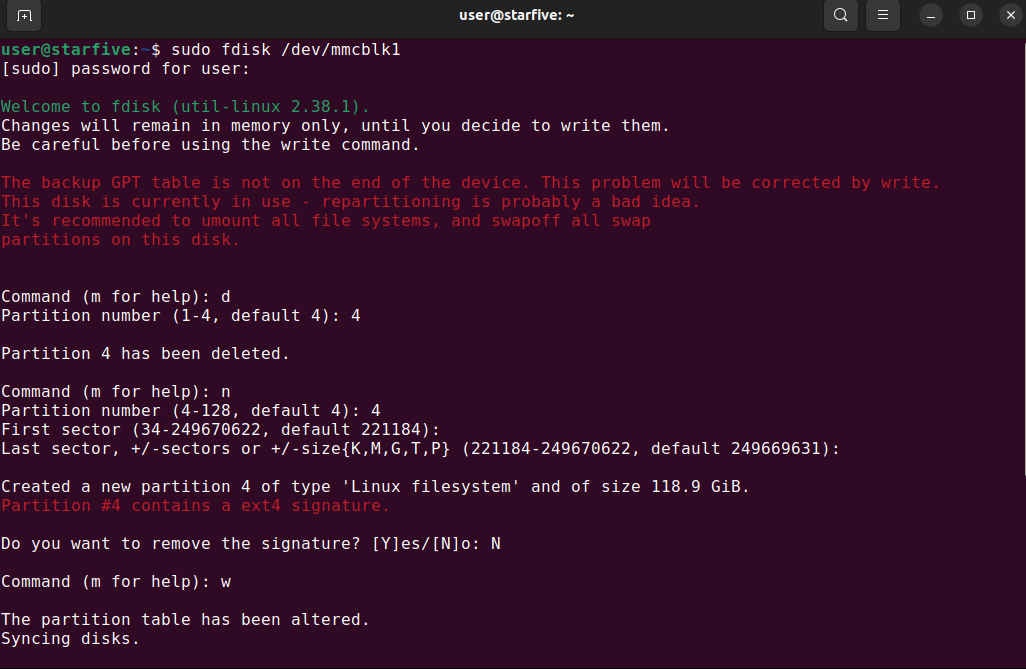 user@starfive: ~
user@starfive:~$ sudo fdisk /dev/mmcblk1
[sudo] password for user:
Welcome to fdisk (util-linux 2.38.1).
Changes will remain in memory only, until you decide to write them.
Be careful before using the write command.
The backup GPT table is not on the end of the device. This problem will be corrected by write.
This disk is currently in use - repartitioning is probably a bad idea.
It's recommended to umount all file systems, and swapoff all swap
partitions on this disk.
Command (m for help): d
Partition number (1-4, default 4): 4
Partition 4 has been deleted.
Command (m for help): n
Partition number (4-128, default 4): 4
First sector (34-249670622, default 221184):
Last sector, +/-sectors or +/-size{K,M,G,T,P} (221184-249670622, default 249669631):
Created a new partition 4 of type 'Linux filesystem' and of size 118.9 GiB.
Partition #4 contains a ext4 signature.
Do you want to remove the signature? [Y]es/[N]o: N
Command (m for help): w
The partition table has been altered.
Syncing disks.